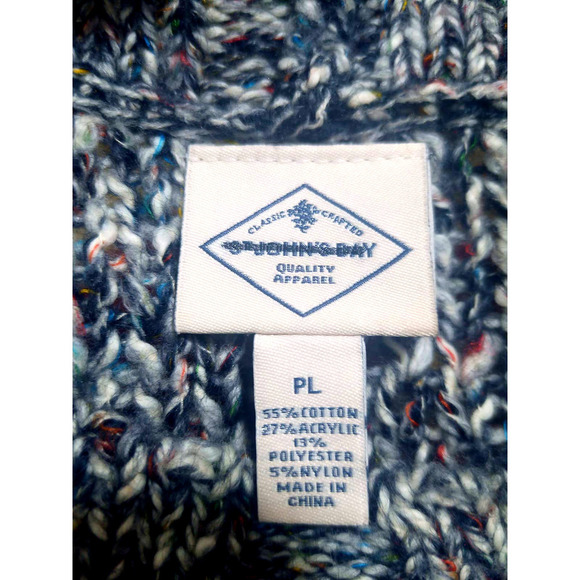 CLASSIC CRAFTED
ST JOHN'S BAY
QUALITY
APPAREL
PL
55%COTTON
27%ACRYLIC
13%
POLYESTER
5%NYLON
MADE IN
CHINA